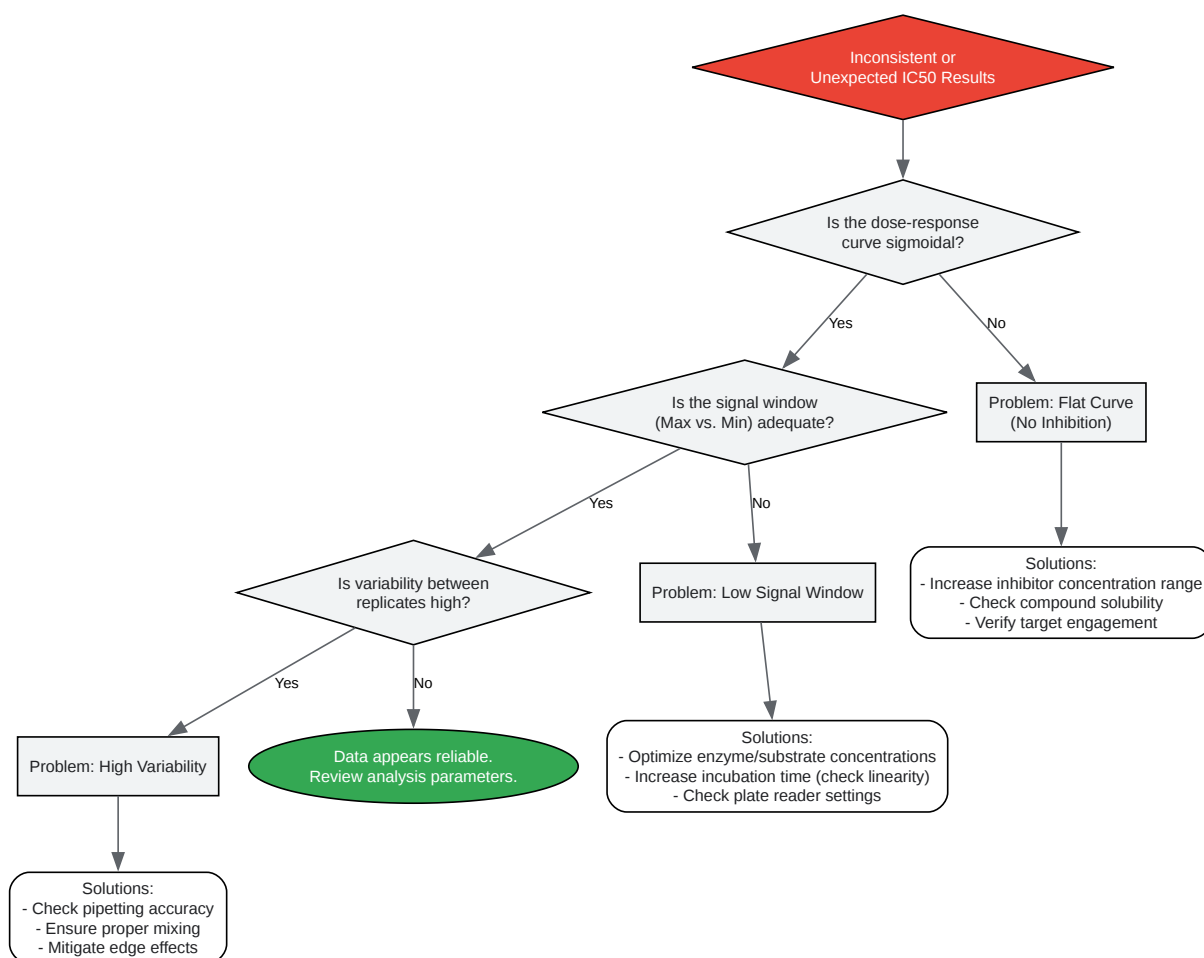 Inconsistent or
Unexpected IC50 Results
Is the dose-response
curve sigmoidal?
Yes
No
Is the signal window
(Max vs. Min) adequate?
Problem: Flat Curve
(No Inhibition)
Yes
No
Is variability between
replicates high?
Problem: Low Signal Window
Solutions:
- Increase inhibitor concentration range
- Check compound solubility
- Verify target engagement
Yes
No
Problem: High Variability
Data appears reliable.
Review analysis parameters.
Solutions:
- Optimize enzyme/substrate concentrations
- Increase incubation time (check linearity)
- Check plate reader settings
Solutions:
- Check pipetting accuracy
- Ensure proper mixing
- Mitigate edge effects